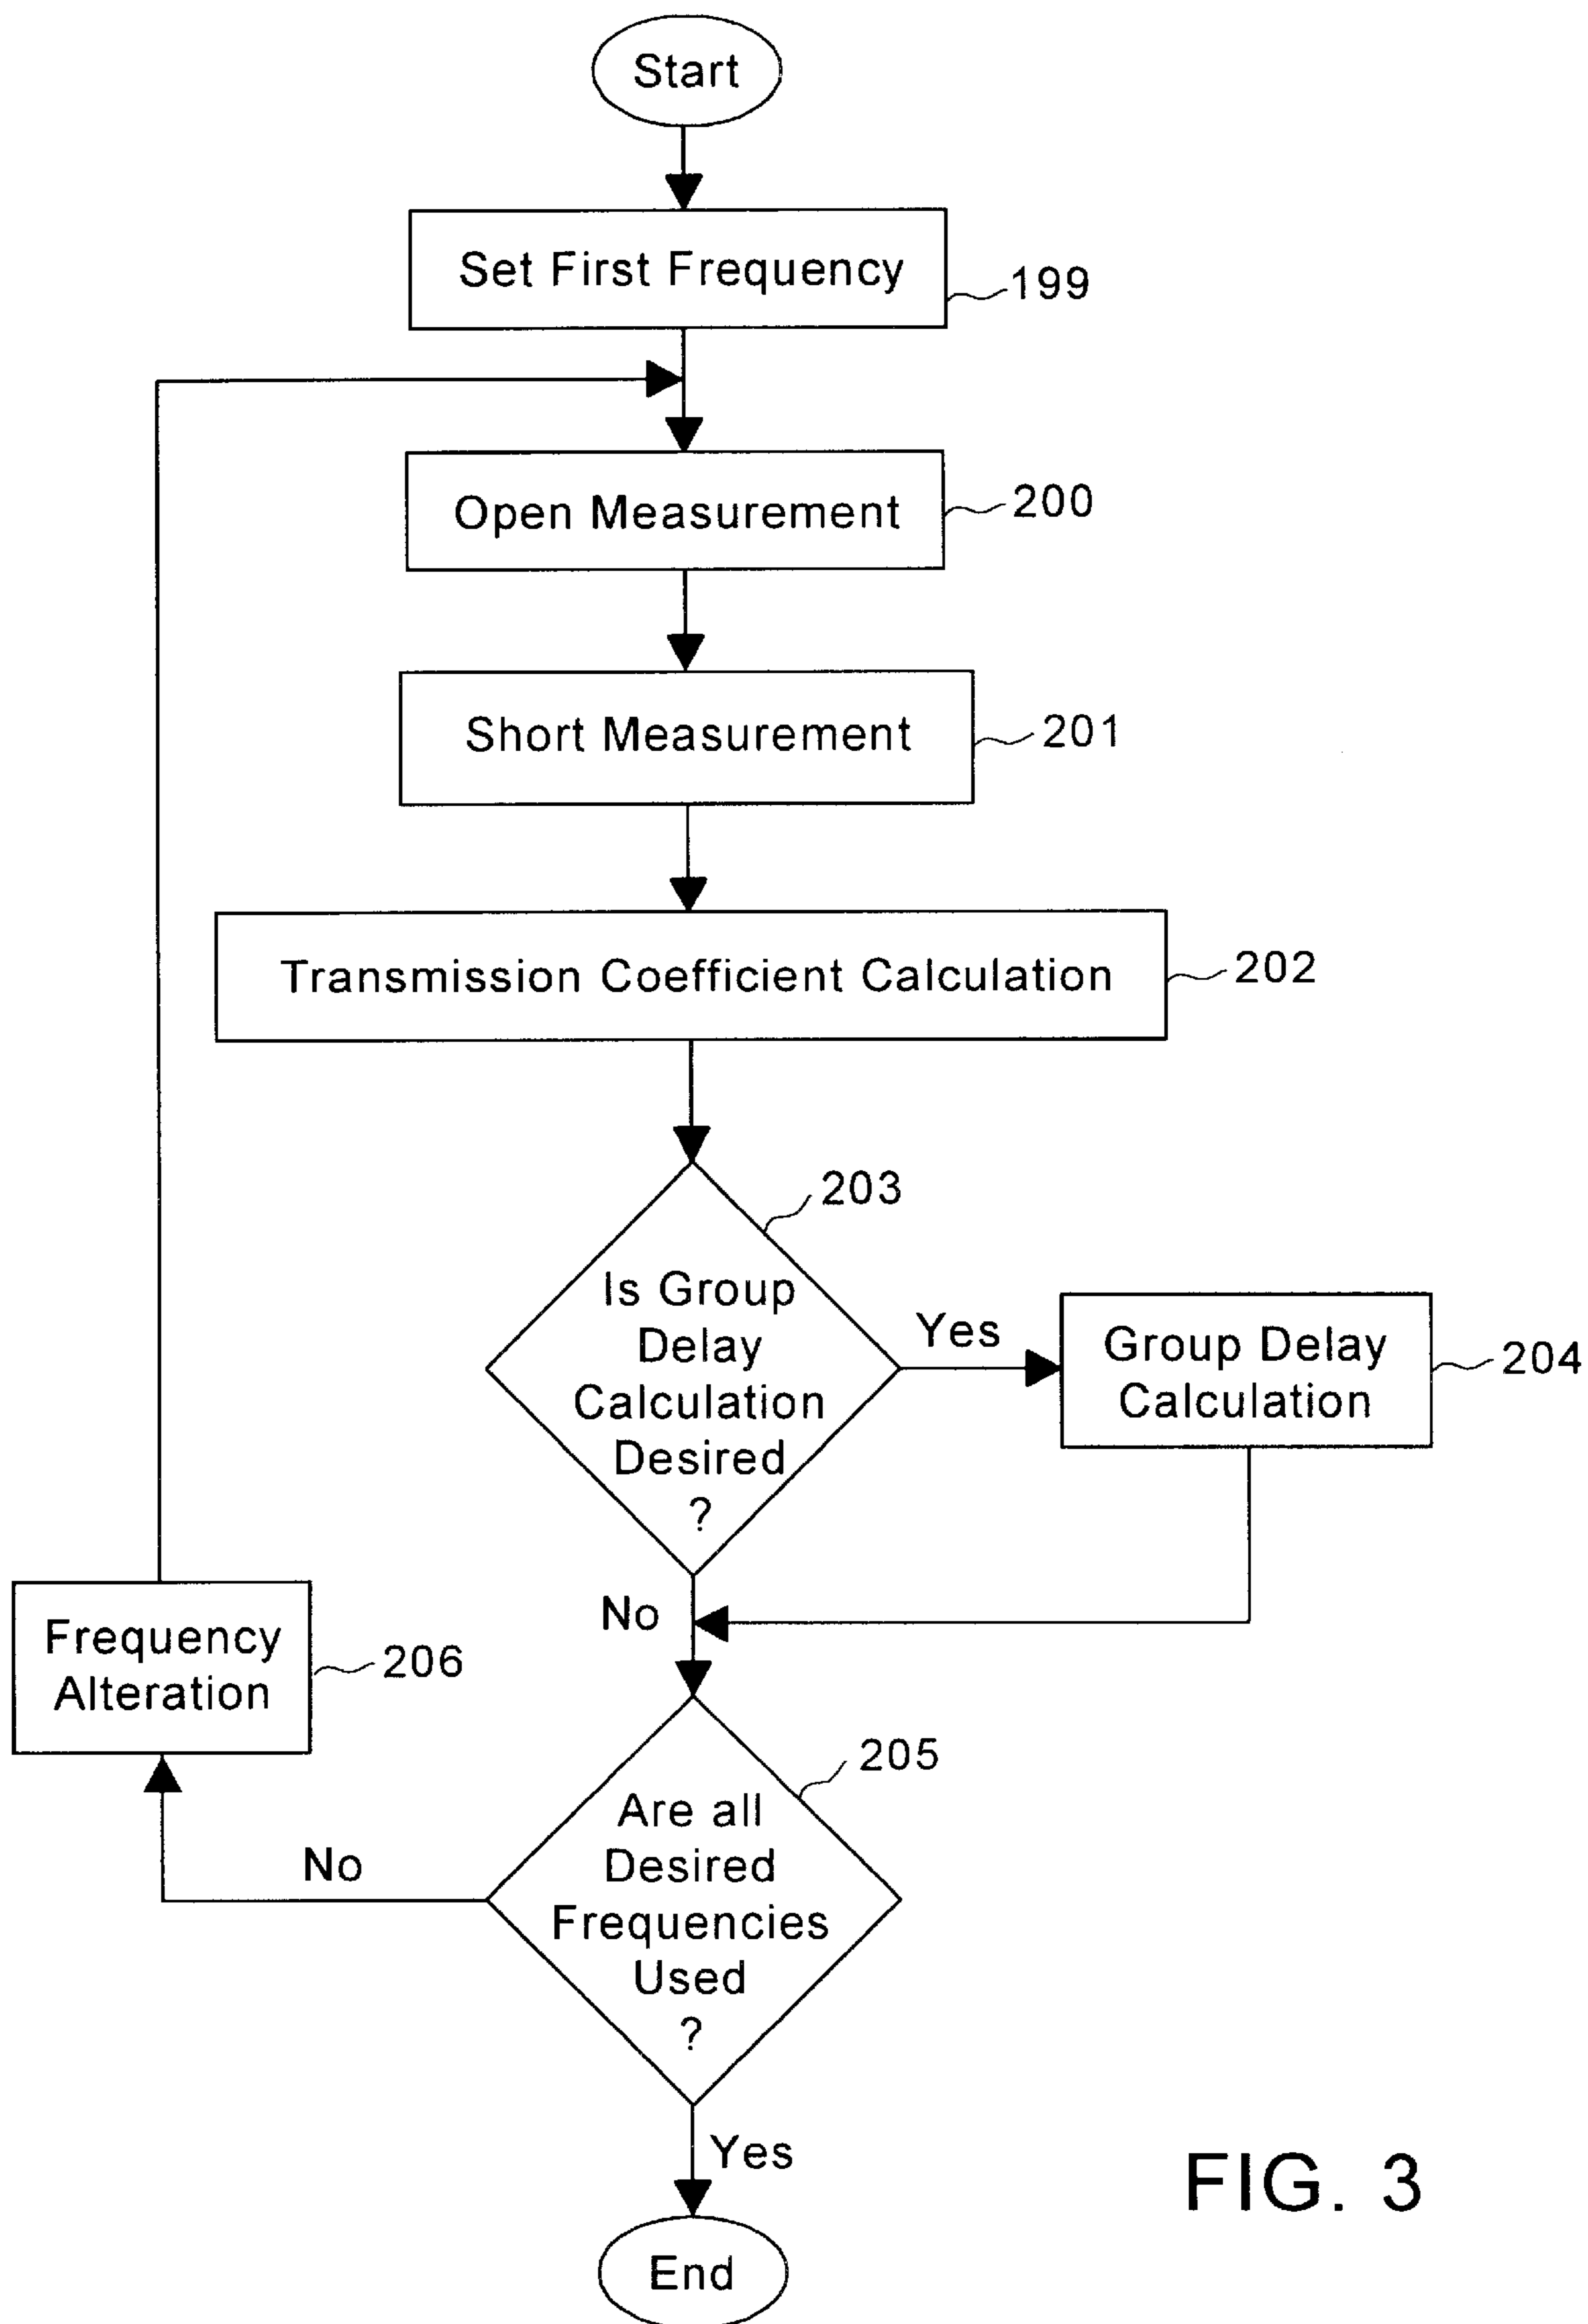 Start
Set First Frequency
199
Open Measurement
200
Short Measurement
201
Transmission Coefficient Calculation
202
203
Is Group
Delay
Calculation
Desired
?
Yes
Group Delay
Calculation
204
No
Frequency
Alteration
206
205
Are all
Desired
Frequencies
Used
?
No
Yes
End
FIG. 3